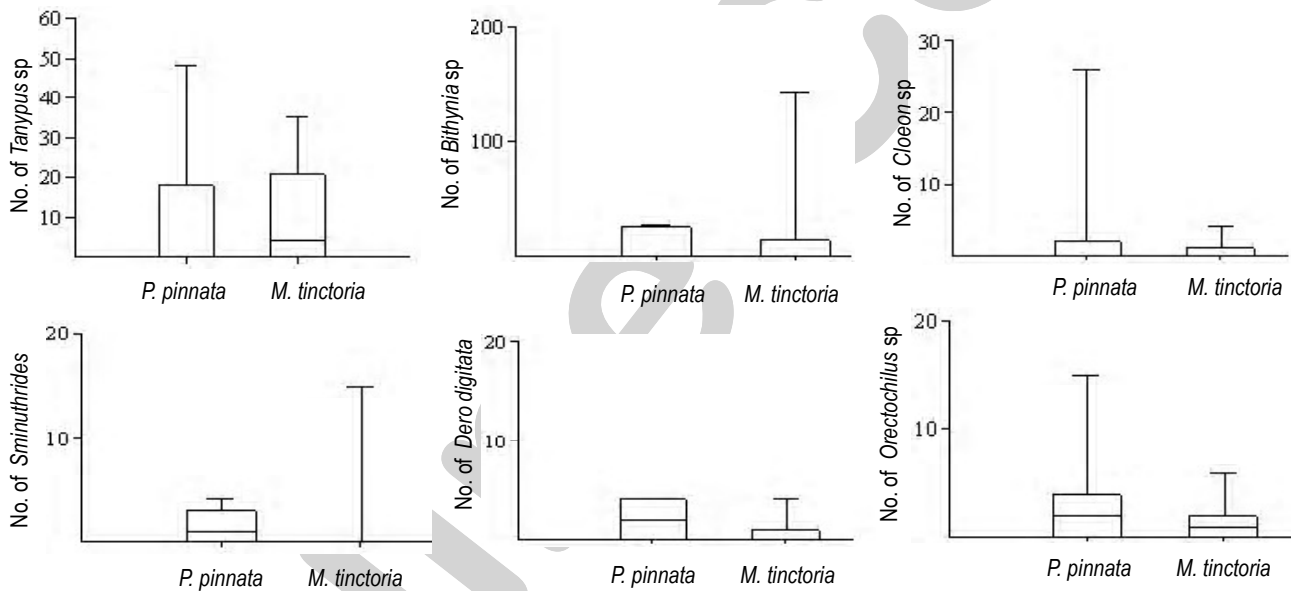 No. of Tanypus sp
60
50
40
30
20
10
P. pinnata M. tinctoria
No. of Bithynia sp
200
100
P. pinnata M. tinctoria
No. of Cloeon sp
30
20
10
P. pinnata M. tinctoria
No. of Sminuthrides
20
10
P. pinnata M. tinctoria
No. of Dero digitata
20
10
P. pinnata M. tinctoria
No. of Orectochilus sp
20
10
P. pinnata M. tinctoria